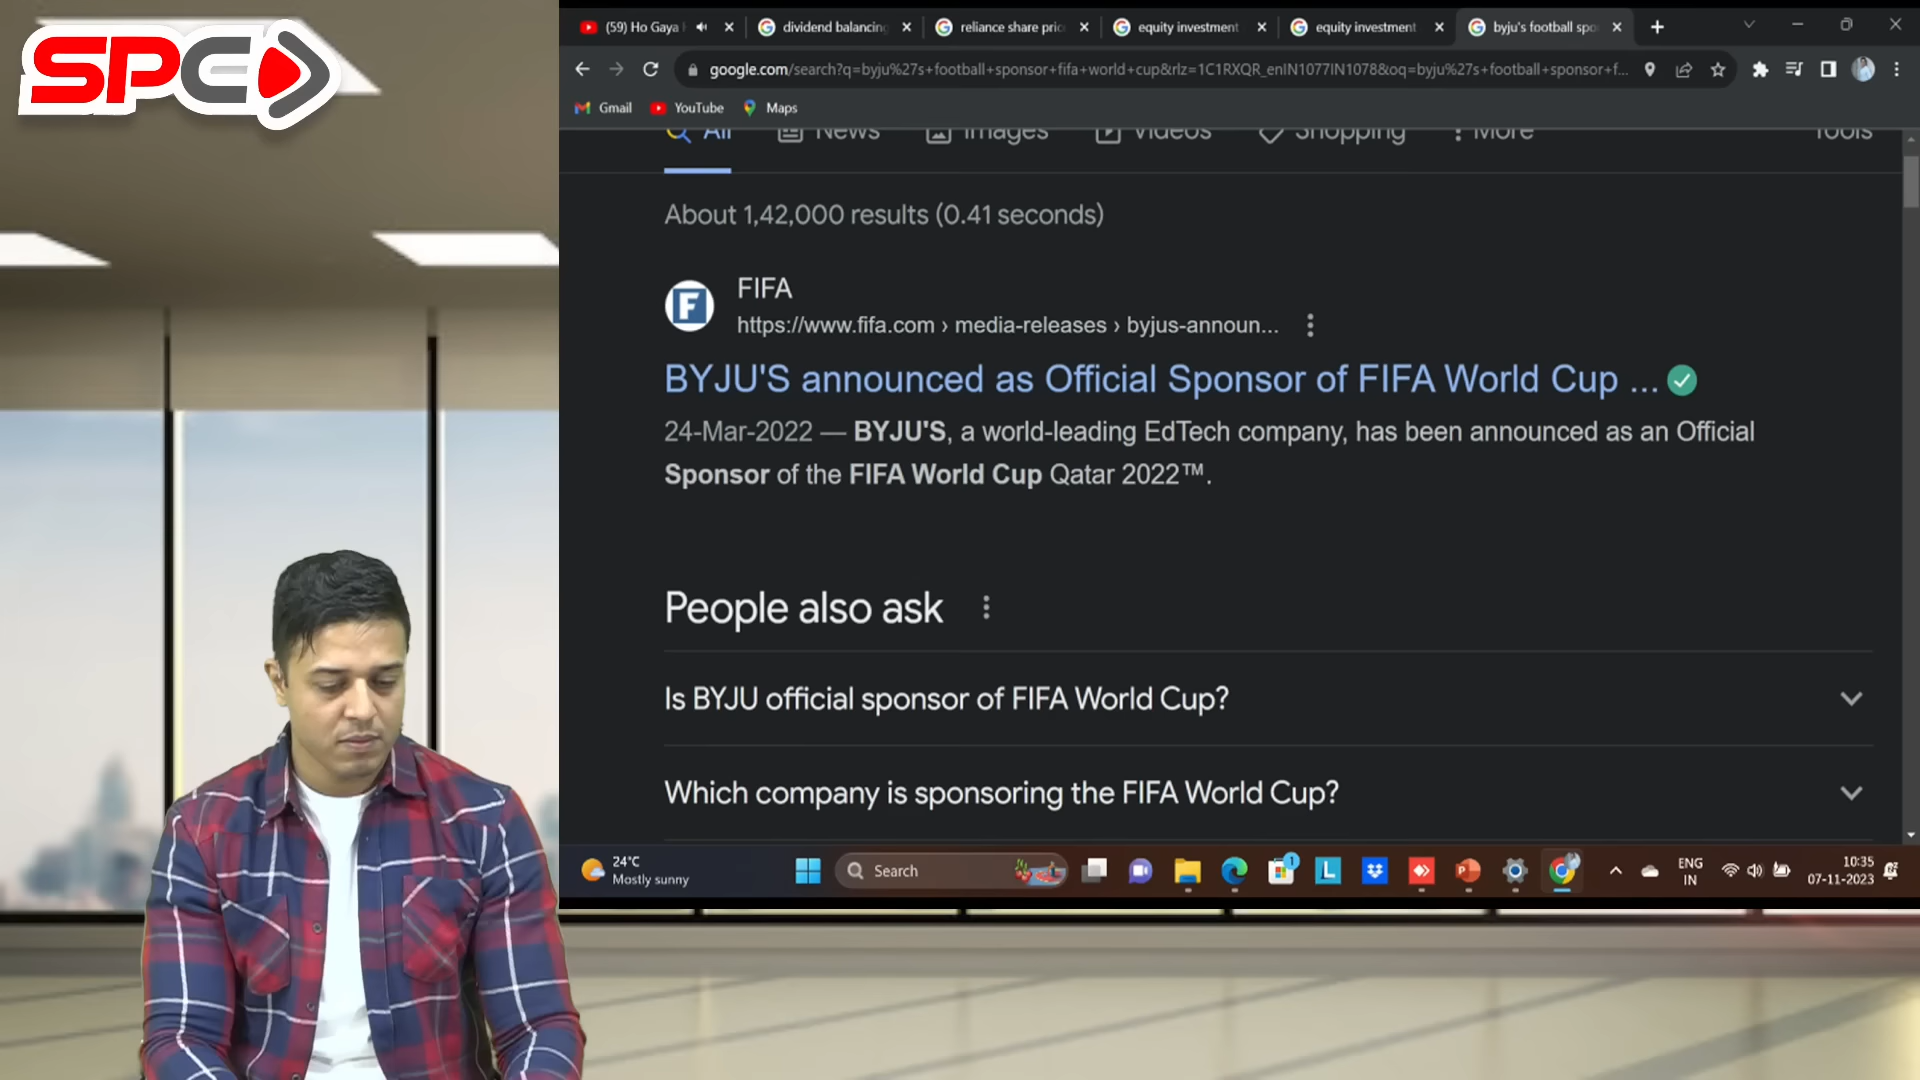 SPE
(59) Ho Gaya
dividend balancing
reliance share pric
equity investment
equity investment
byju's football spo
google.com/search?q=byju%27s+football+sponsor+fifa+world+cup&rlz=1C1RXQR_enIN1077IN1078&oq=byju%27s+football+sponsor+f...
Gmail
YouTube
Maps
All
News
Images
Videos
Shopping
More
Tools
About 1,42,000 results (0.41 seconds)
FIFA
https://www.fifa.com › media-releases › byjus-announ...
BYJU'S announced as Official Sponsor of FIFA World Cup ...
24-Mar-2022 — BYJU'S, a world-leading EdTech company, has been announced as an Official
Sponsor of the FIFA World Cup Qatar 2022™.
People also ask
Is BYJU official sponsor of FIFA World Cup?
Which company is sponsoring the FIFA World Cup?
24°C
Mostly sunny
Search
1
L
ENG
IN
10:35
07-11-2023